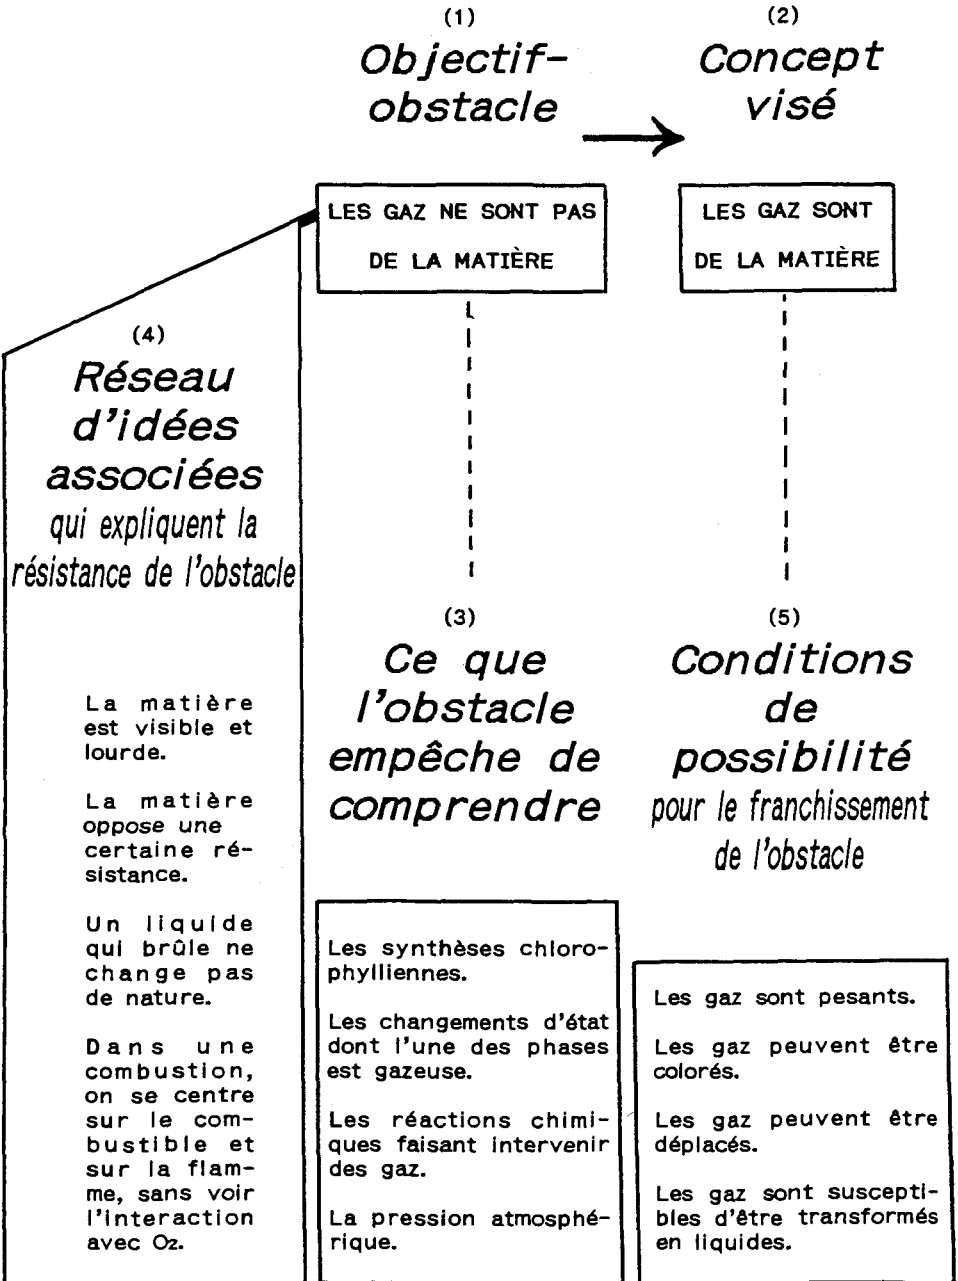 (1)
Objectif-
obstacle
(2)
Concept
visé
LES GAZ NE SONT PAS
DE LA MATIÈRE
LES GAZ SONT
DE LA MATIÈRE
(4)
Réseau
d'idées
associées
qui expliquent la
résistance de l'obstacle
La matière
est visible et
lourde.
La matière
oppose une
certaine ré-
sistance.
Un liquide
qui brûle ne
change pas
de nature.
Dans une
combustion,
on se centre
sur le com-
bustible et
sur la flam-
me, sans voir
l'interaction
avec O2.
(3)
Ce que
l'obstacle
empêche de
comprendre
Les synthèses chloro-
phylliennes.
Les changements d'état
dont l'une des phases
est gazeuse.
Les réactions chimi-
ques faisant intervenir
des gaz.
La pression atmosphé-
rique.
(5)
Conditions
de
possibilité
pour le franchissement
de l'obstacle
Les gaz sont pesants.
Les gaz peuvent être
colorés.
Les gaz peuvent être
déplacés.
Les gaz sont suscepti-
bles d'être transformés
en liquides.